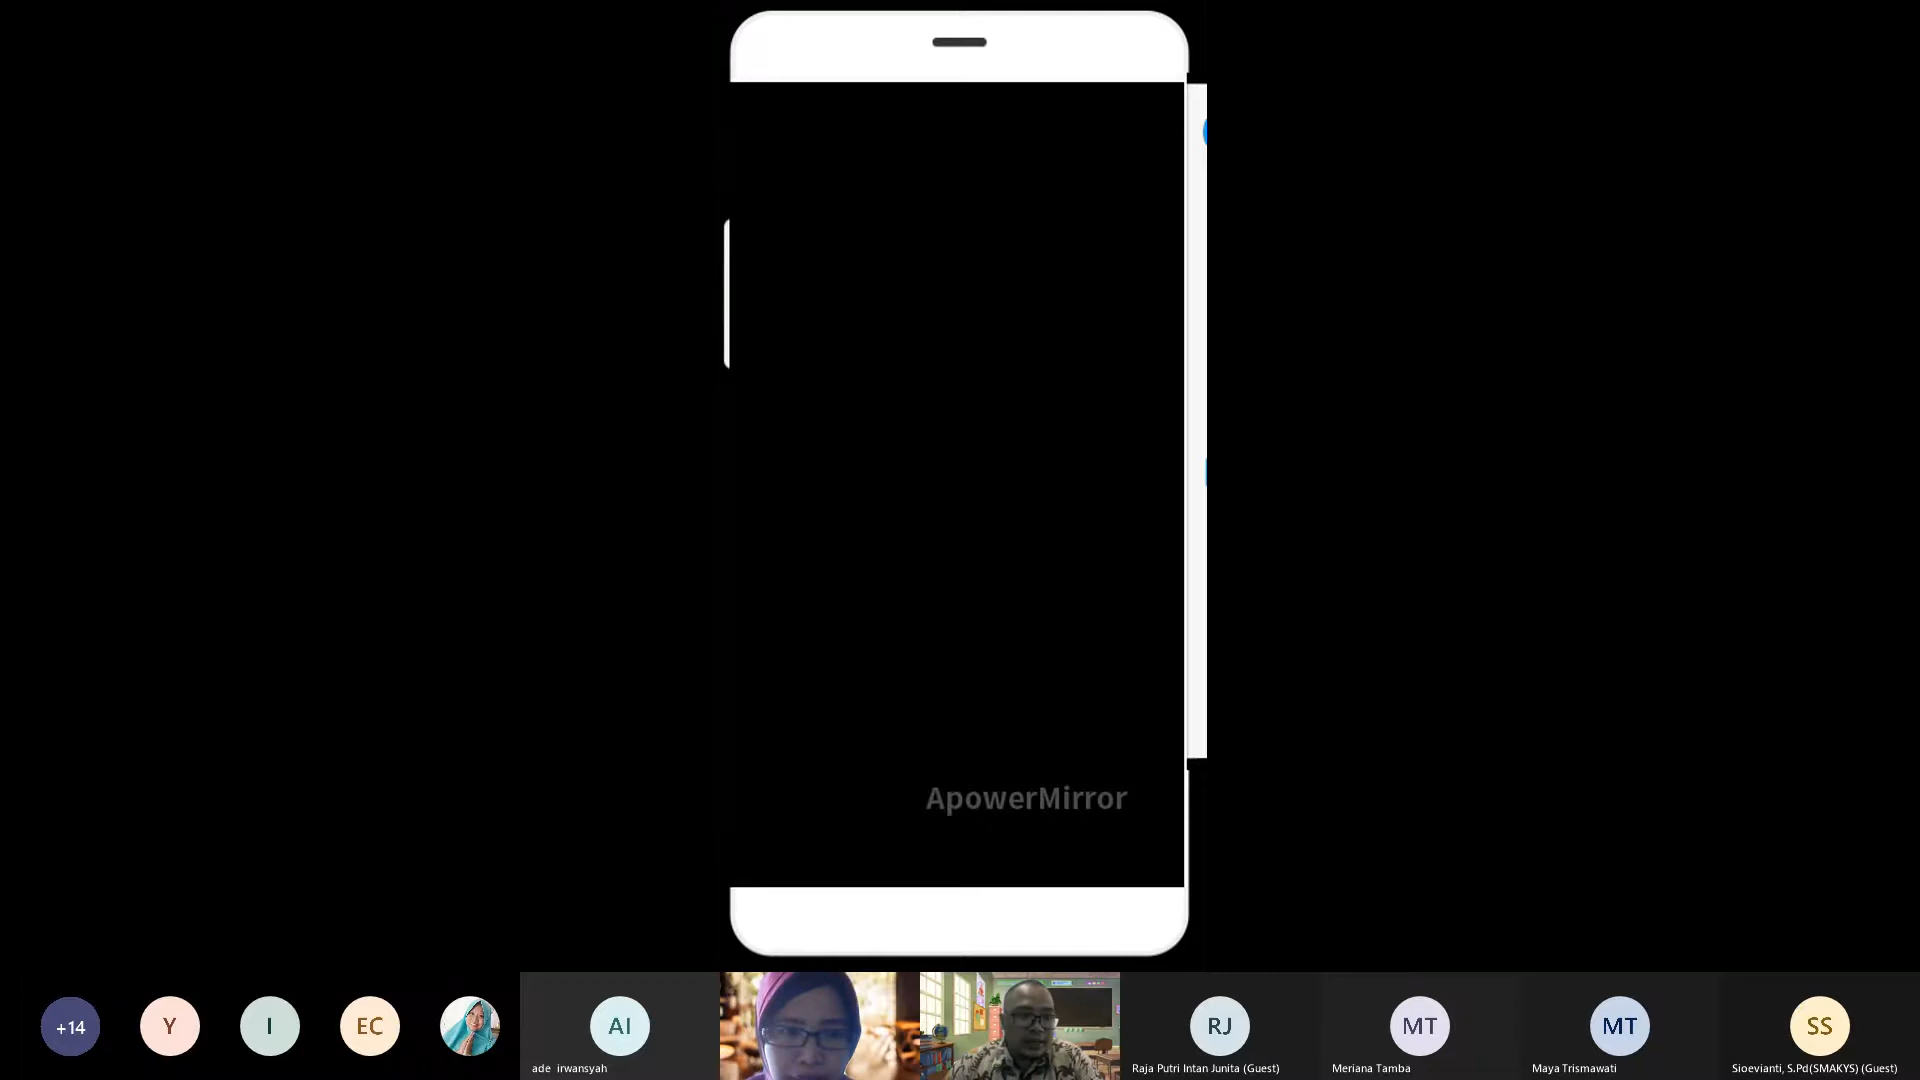 ApowerMirror
+14
Y
I
EC
AI
RJ
MT
MT
SS
ade irwansyah
Raja Putri Intan Junita (Guest)
Meriana Tamba
Maya Trismawati
Sioevianti, S.Pd(SMAKYS) (Guest)